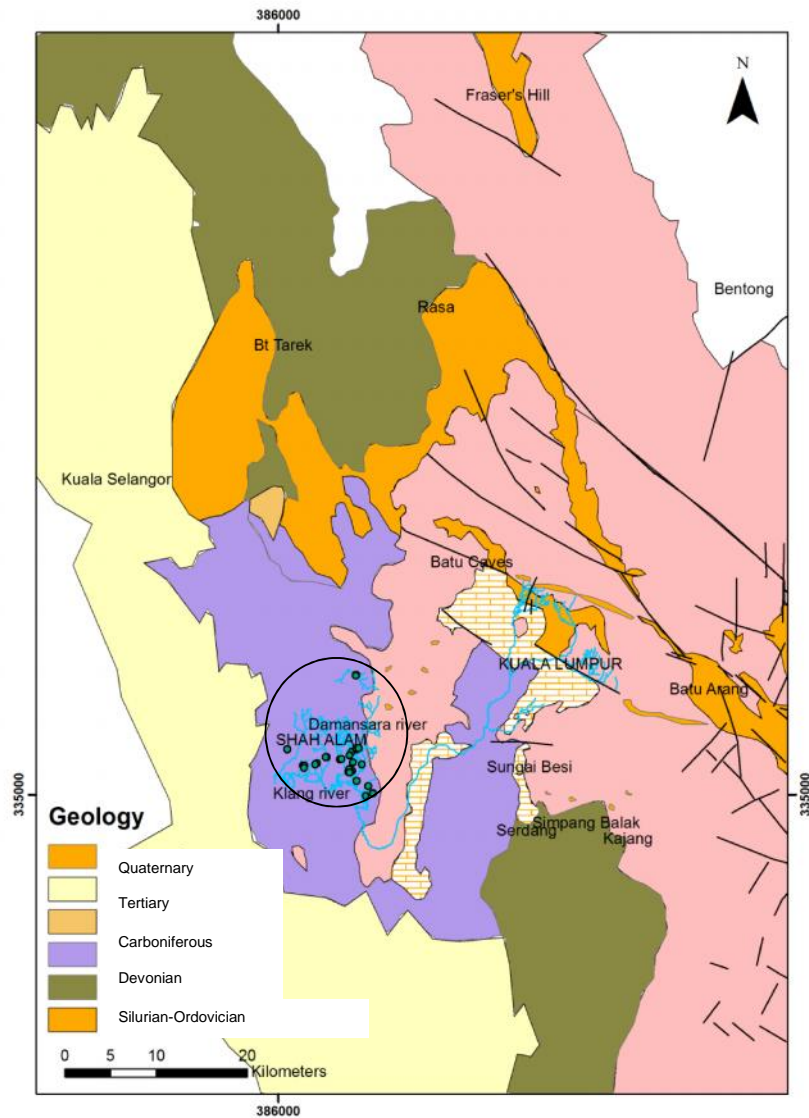 386000
N
Fraser's Hill
Bentong
Rasa
Bt Tarek
Kuala Selangor
Batu Caves
KUALA LUMPUR
Batu Arang
Damansara river
SHAH ALAM
Sungai Besi
Klang river
335000
335000
Simpang Balak
Serdang
Kajang
Geology
Quaternary
Tertiary
Carboniferous
Devonian
Silurian-Ordovician
0 5 10 20
Kilometers
386000